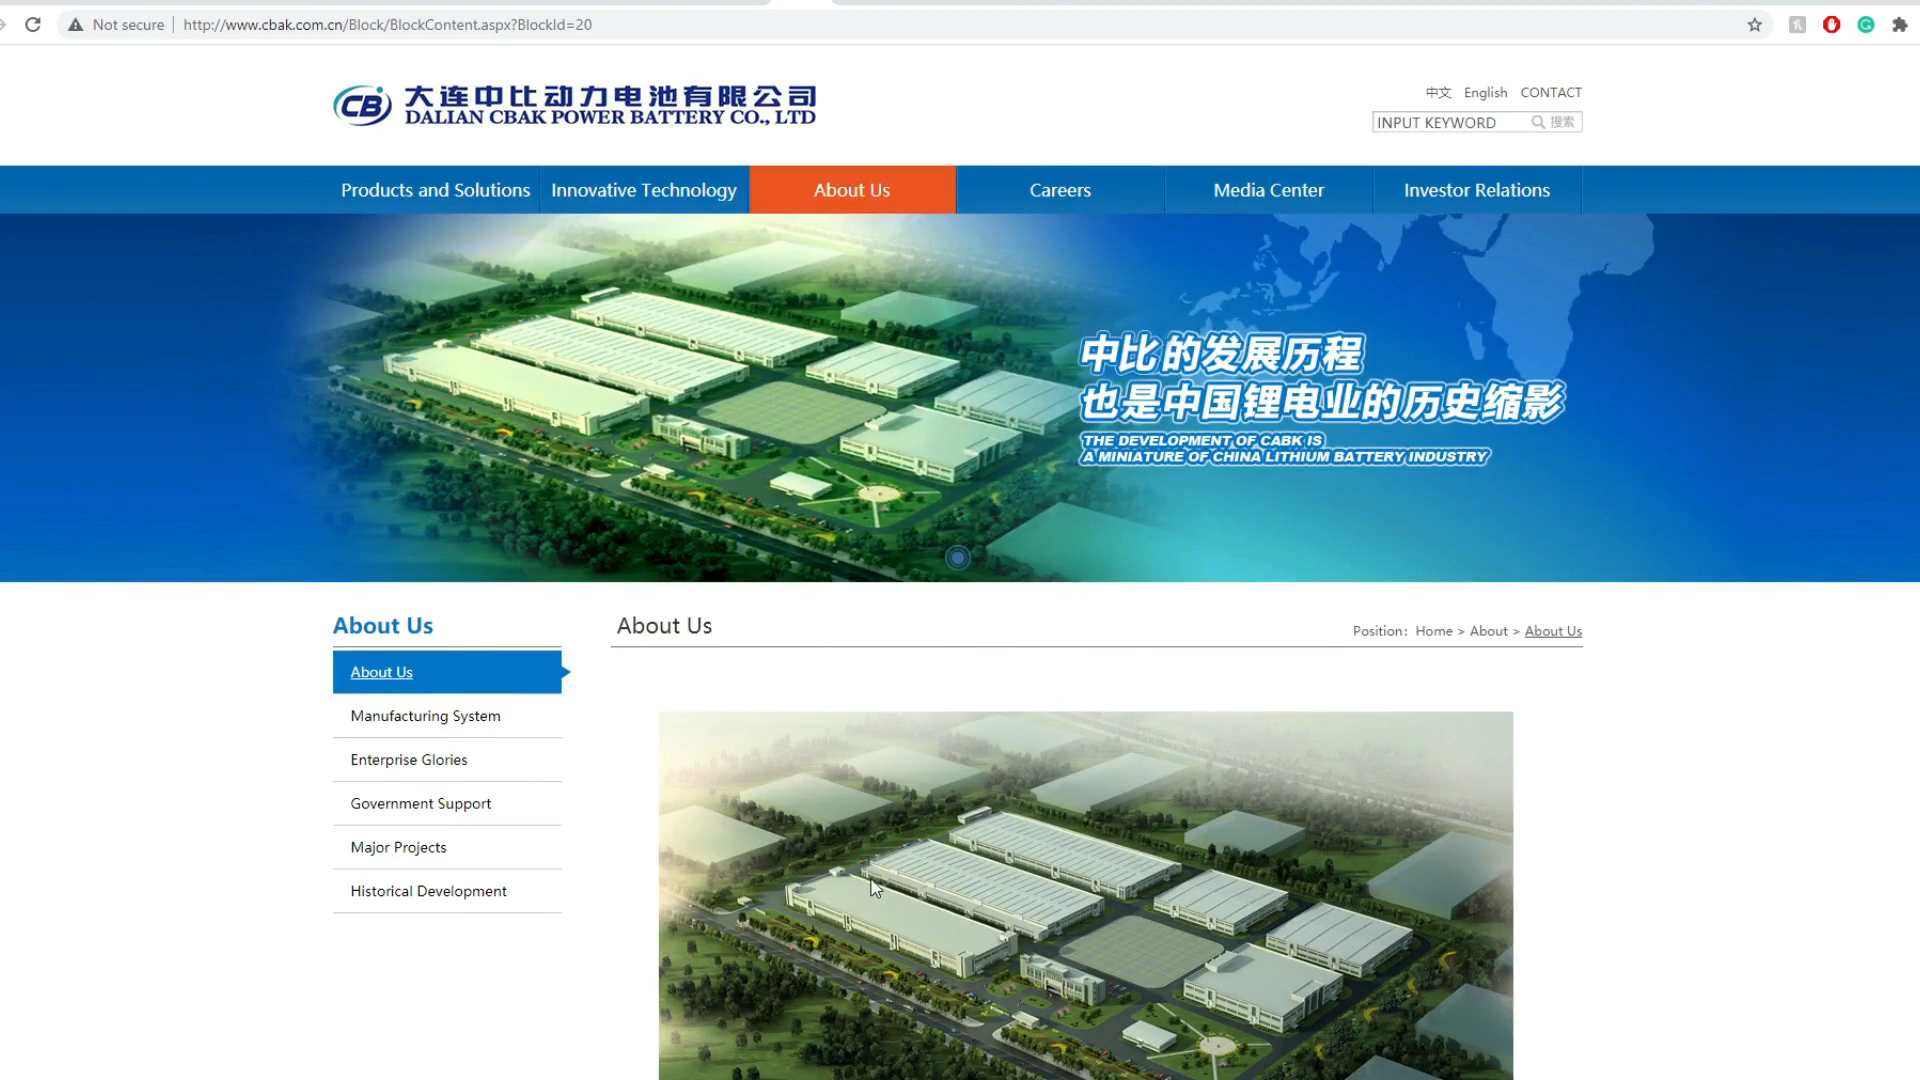 Not secure
http://www.cbak.com.cn/Block/BlockContent.aspx?BlockId=20
CB
大连中比动力电池有限公司
DALIAN CBAK POWER BATTERY CO., LTD
中文 English CONTACT
INPUT KEYWORD 搜索
Products and Solutions Innovative Technology About Us Careers Media Center Investor Relations
中比的发展历程
也是中国锂电业的历史缩影
THE DEVELOPMENT OF CABK IS
A MINIATURE OF CHINA LITHIUM BATTERY INDUSTRY
About Us
About Us
Position: Home > About > About Us
About Us
Manufacturing System
Enterprise Glories
Government Support
Major Projects
Historical Development